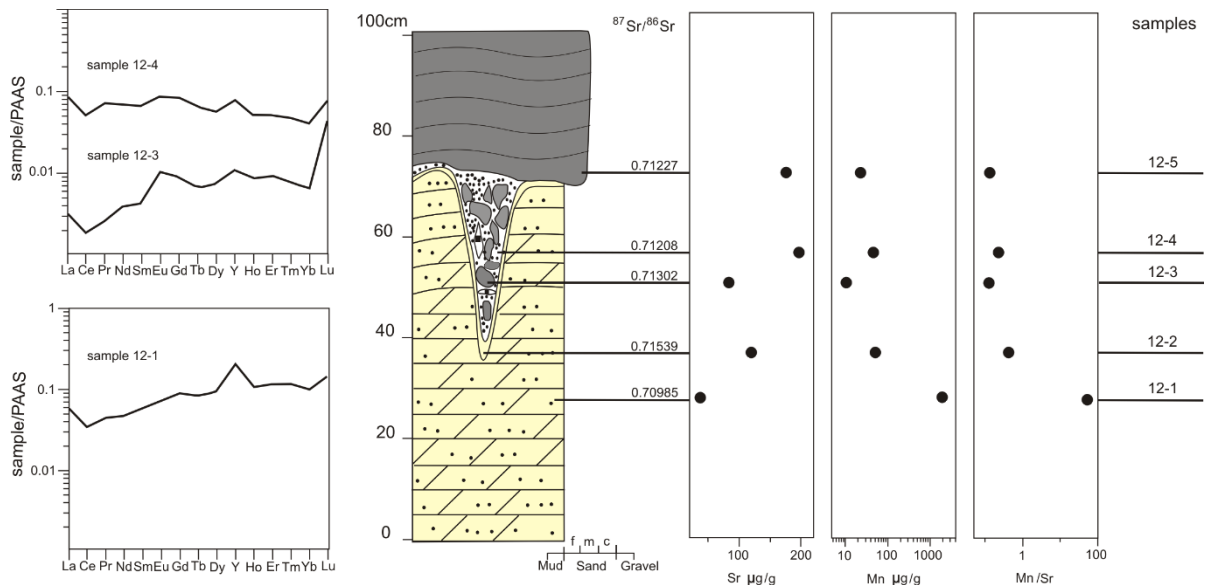 sample/PAAS
1
0.1
0.01
sample 12-4
sample 12-3
La Ce Pr Nd Sm Eu Gd Tb Dy Y Ho Er Tm Yb Lu
sample/PAAS
1
0.1
0.01
sample 12-1
La Ce Pr Nd Sm Eu Gd Tb Dy Y Ho Er Tm Yb Lu
100cm
80
60
40
20
0
f m c
Mud Sand Gravel
87Sr/86Sr
0.71227
0.71208
0.71302
0.71539
0.70985
100 200
Sr µg/g
10 100 1000
Mn µg/g
1 100
Mn /Sr
samples
12-5
12-4
12-3
12-2
12-1